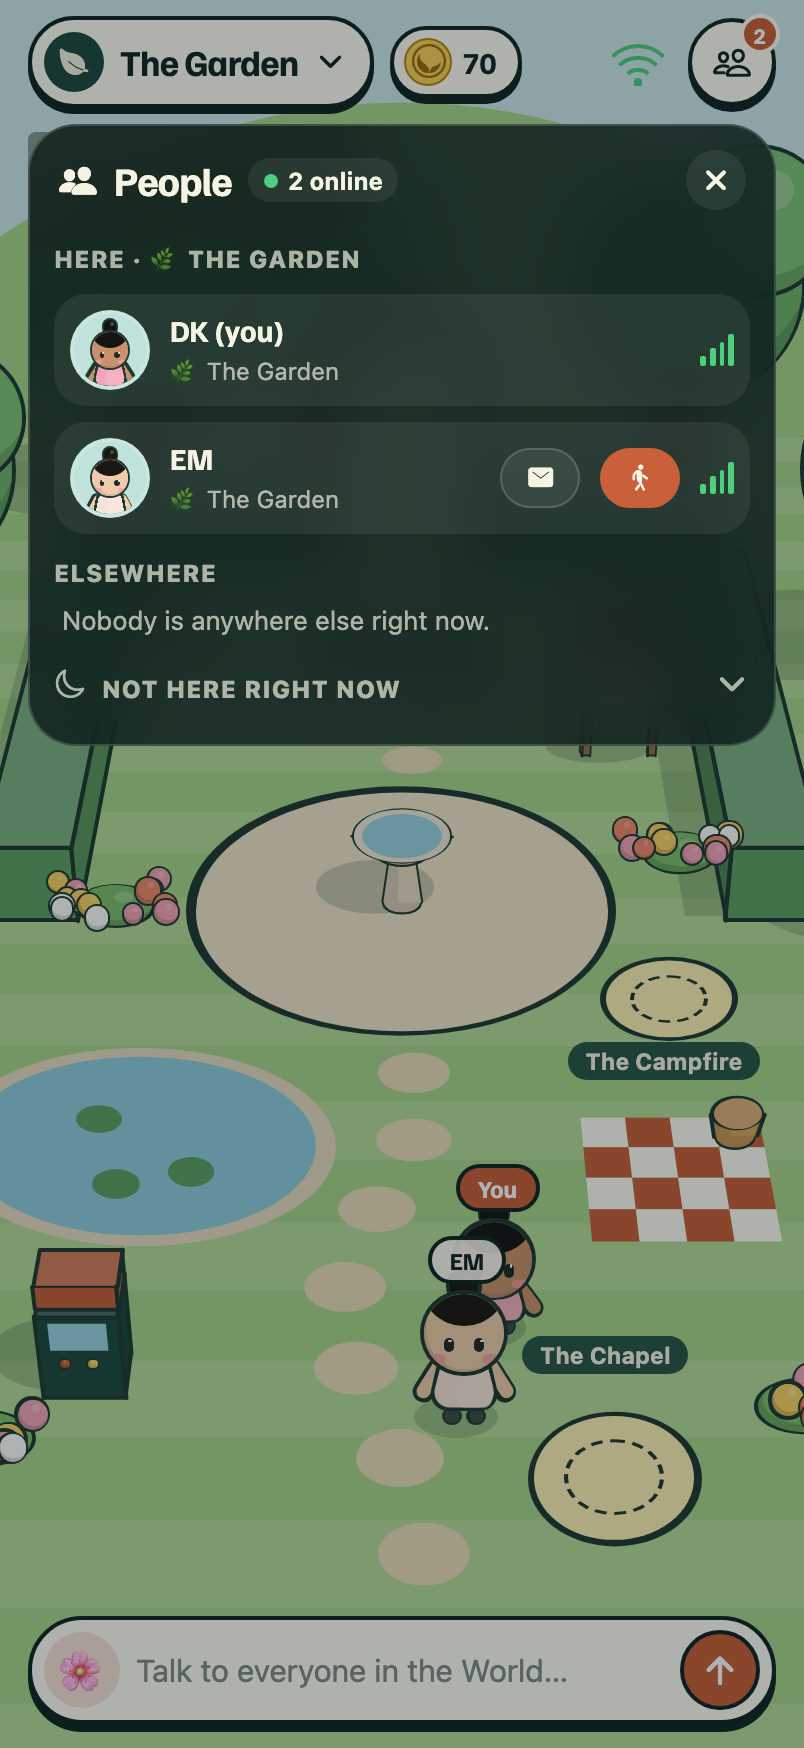 The Garden
70
2
People
2 online
HERE · THE GARDEN
DK (you)
The Garden
EM
The Garden
ELSEWHERE
Nobody is anywhere else right now.
NOT HERE RIGHT NOW
The Campfire
You
EM
The Chapel
Talk to everyone in the World...